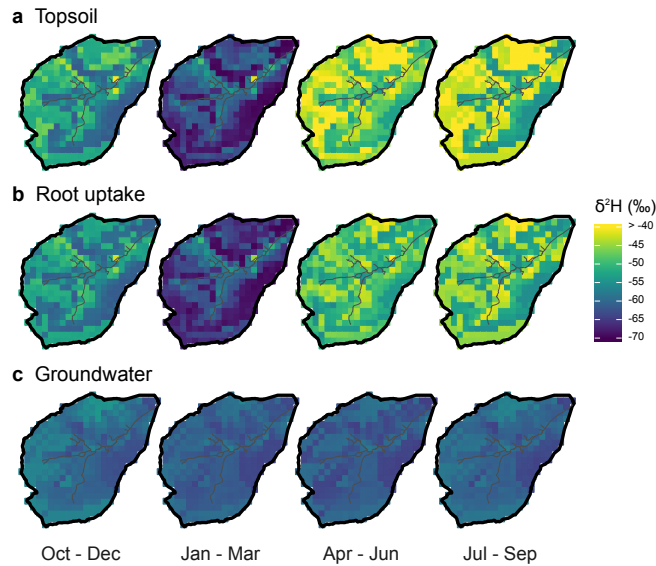 a Topsoil
b Root uptake
δ²H (‰)
> -40
-45
-50
-55
-60
-65
-70
c Groundwater
Oct - Dec Jan - Mar Apr - Jun Jul - Sep